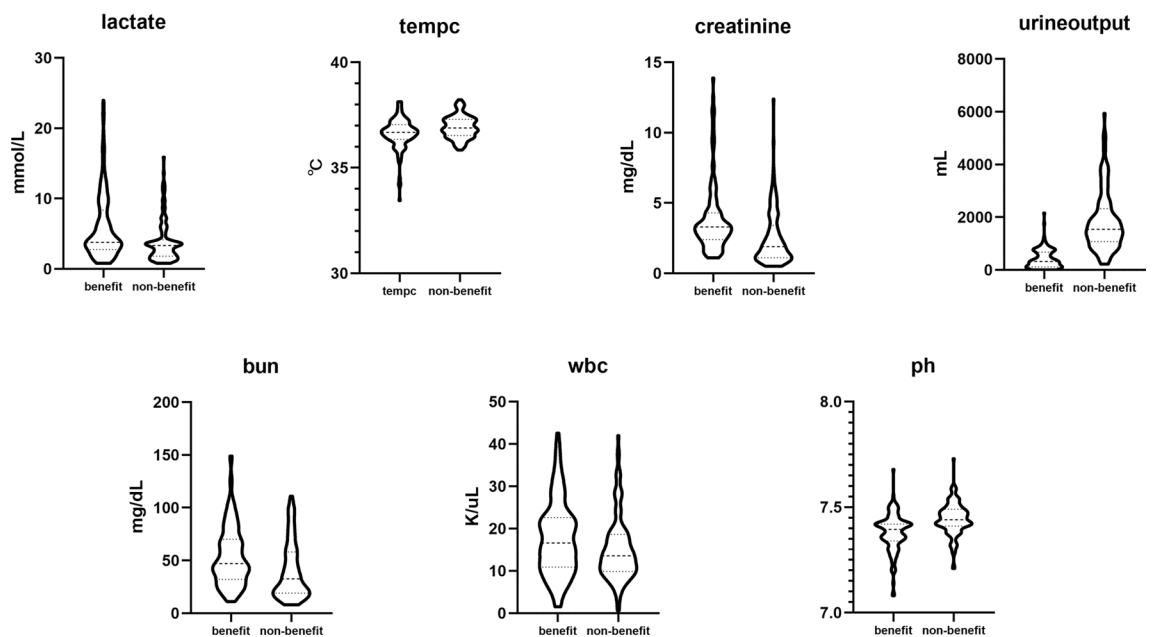 lactate
tempc
creatinine
urineoutput
30
20
10
0
mmol/L
benefit non-benefit
40
35
30
°C
tempc non-benefit
15
10
5
0
mg/dL
benefit non-benefit
8000
6000
4000
2000
0
mL
benefit non-benefit
bun
wbc
ph
200
150
100
50
0
mg/dL
benefit non-benefit
50
40
30
20
10
0
K/uL
benefit non-benefit
8.0
7.5
7.0
benefit non-benefit